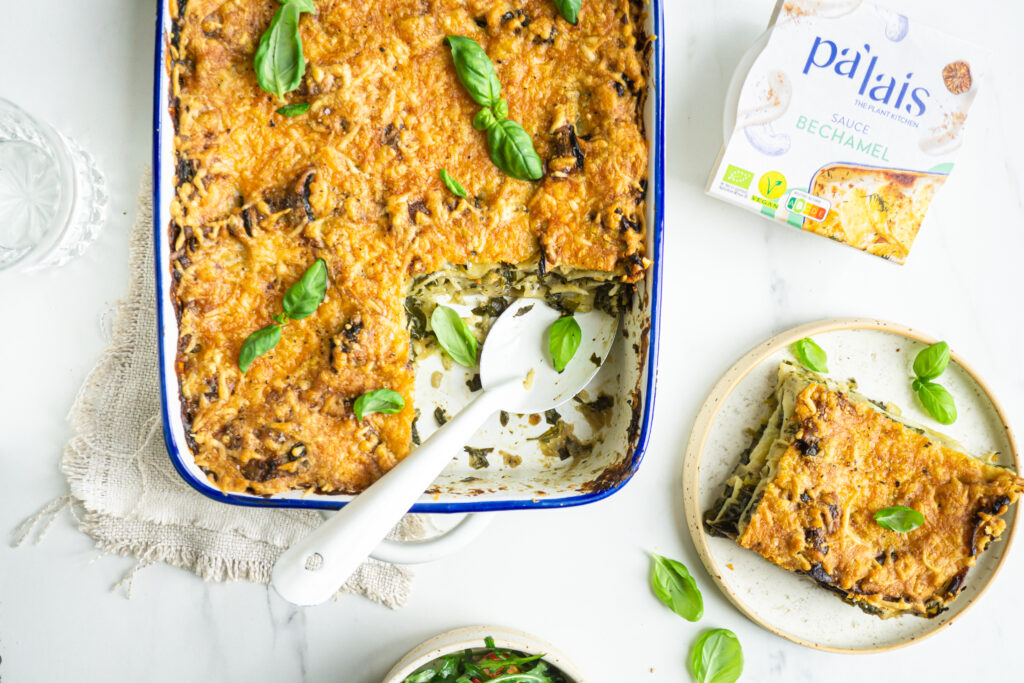 pa'lais
THE PLANT KITCHEN
SAUCE
BECHAMEL
VEGAN